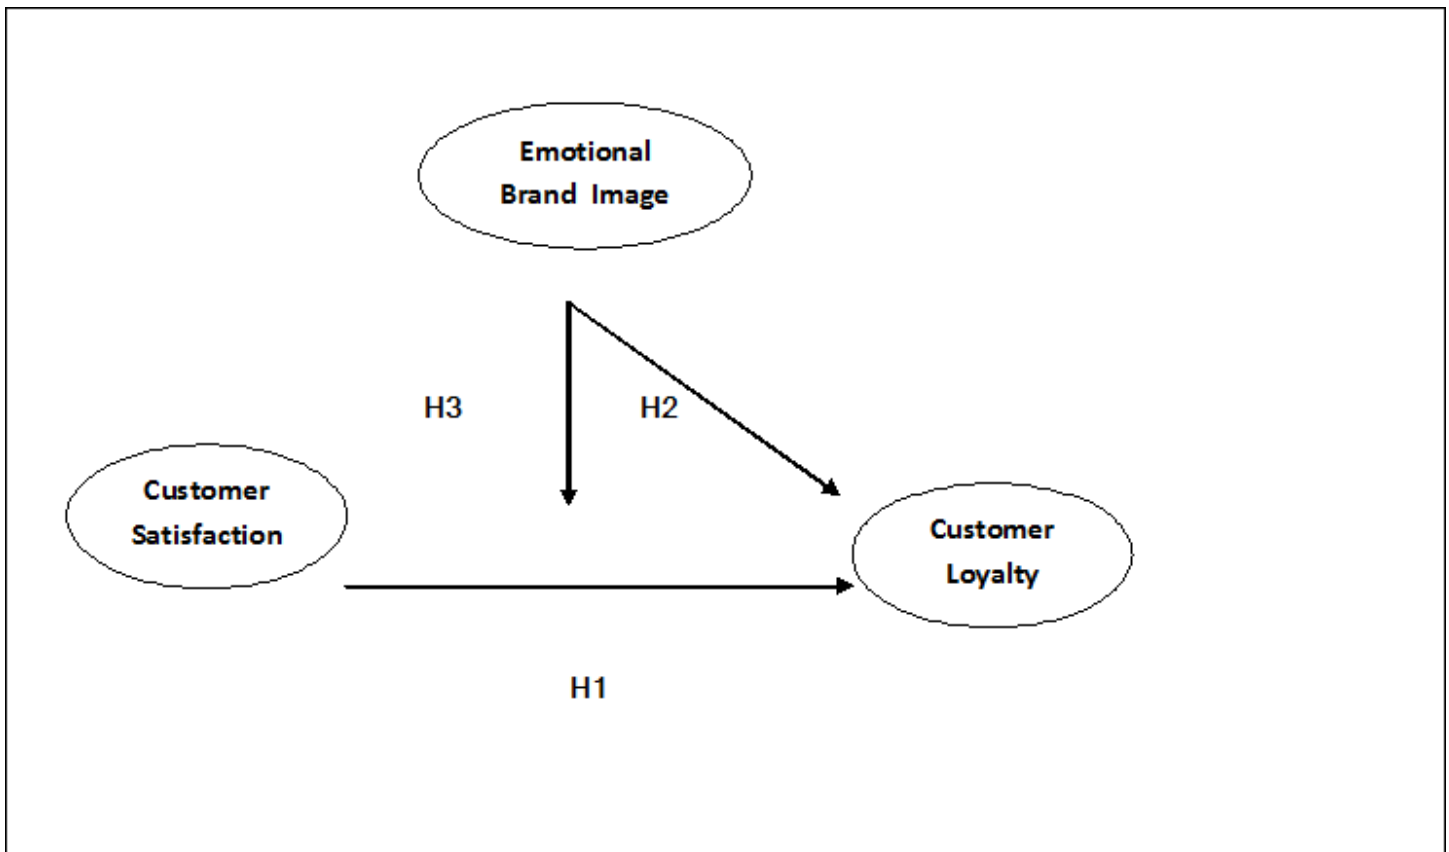 Emotional
Brand Image
H3
H2
Customer
Satisfaction
Customer
Loyalty
H1